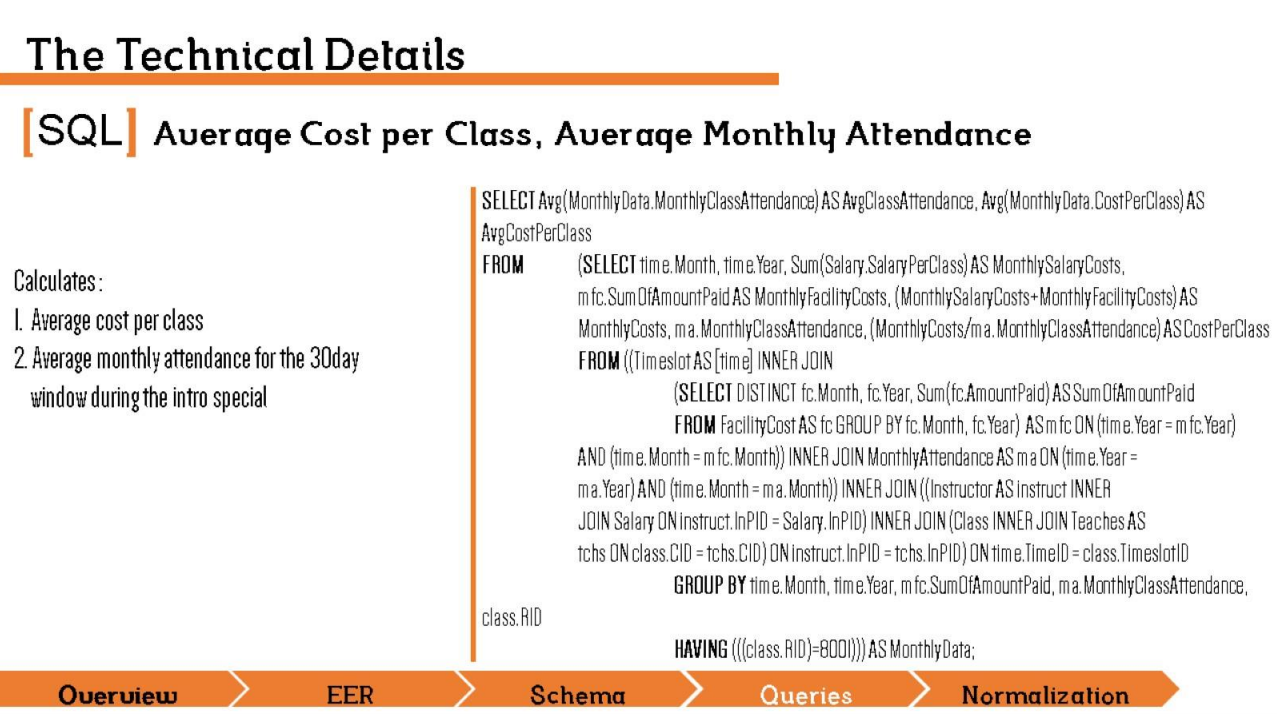 The Technical Details
[SQL] Average Cost per Class, Average Monthly Attendance
Calculates:
1. Average cost per class
2. Average monthly attendance for the 30day
window during the intro special
SELECT Avg(MonthlyData.MonthlyClassAttendance) AS AvgClassAttendance, Avg(MonthlyData.CostPerClass) AS
AvgCostPerClass
FROM (SELECT time.Month, time.Year, Sum(Salary.SalaryPerClass) AS MonthlySalaryCosts,
mfc.SumOfAmountPaid AS MonthlyFacilityCosts, (MonthlySalaryCosts+MonthlyFacilityCosts) AS
MonthlyCosts, ma.MonthlyClassAttendance, (MonthlyCosts/ma.MonthlyClassAttendance) AS CostPerClass
FROM ((Timeslot AS [time] INNER JOIN
(SELECT DISTINCT fc.Month, fc.Year, Sum(fc.AmountPaid) AS SumOfAmountPaid
FROM FacilityCost AS fc GROUP BY fc.Month, fc.Year) AS mfc ON (time.Year = mfc.Year)
AND (time.Month = mfc.Month)) INNER JOIN MonthlyAttendance AS ma ON (time.Year =
ma.Year) AND (time.Month = ma.Month)) INNER JOIN ((Instructor AS instruct INNER
JOIN Salary ON instruct.InPID = Salary.InPID) INNER JOIN (Class INNER JOIN Teaches AS
tchs ON class.CID = tchs.CID) ON instruct.InPID = tchs.InPID) ON time.TimeID = class.TimeslotID
GROUP BY time.Month, time.Year, mfc.SumOfAmountPaid, ma.MonthlyClassAttendance,
class.RID
HAVING (((class.RID)=8001))) AS MonthlyData;
Overview EER Schema Queries Normalization